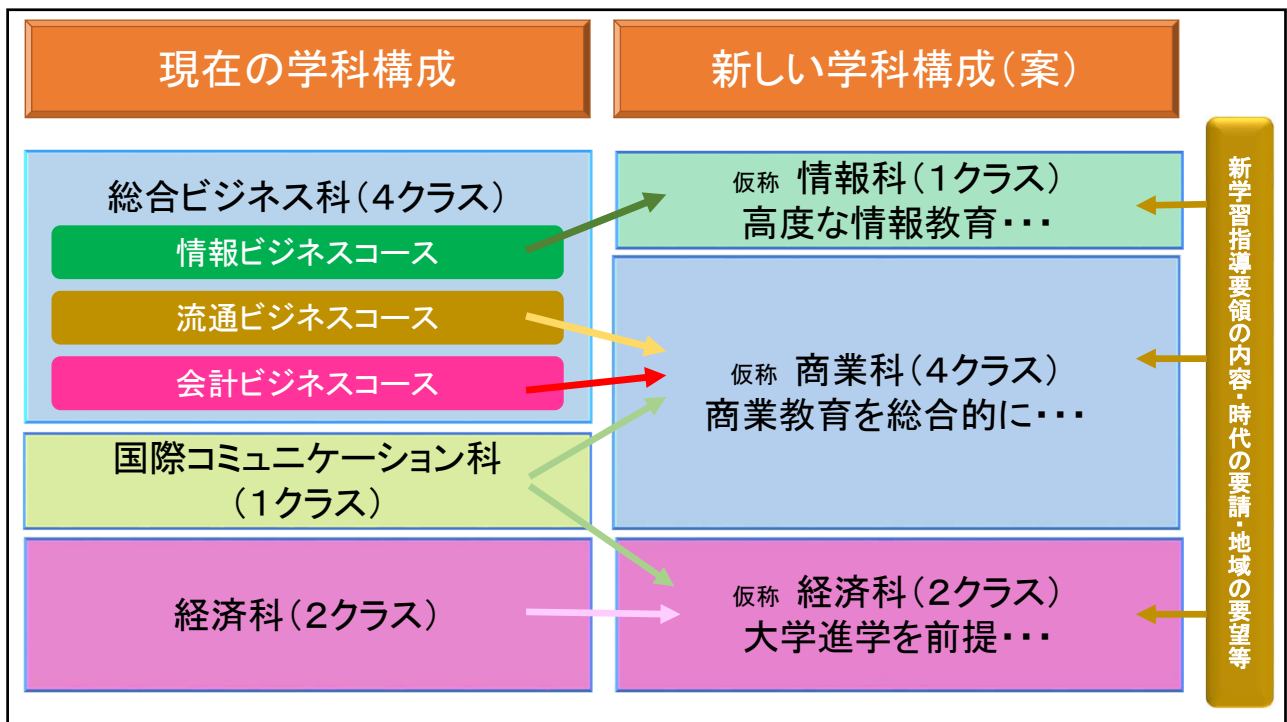 現在の学科構成
新しい学科構成（案）
総合ビジネス科（４クラス）
情報ビジネスコース
流通ビジネスコース
会計ビジネスコース
国際コミュニケーション科
（１クラス）
経済科（２クラス）
仮称 情報科（１クラス）
高度な情報教育・・・
仮称 商業科（４クラス）
商業教育を総合的に・・・
仮称 経済科（２クラス）
大学進学を前提・・・
新学習指導要領の内容・時代の要請・地域の要望等